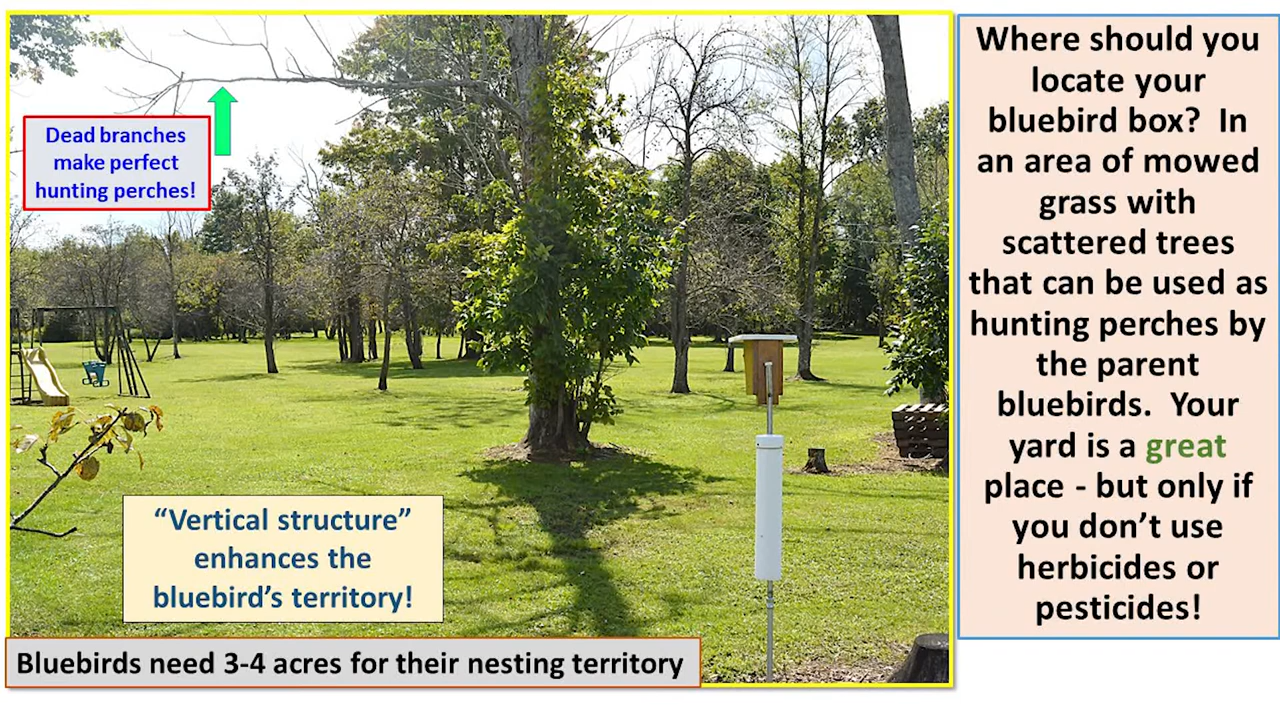 Dead branches
make perfect
hunting perches!
“Vertical structure”
enhances the
bluebird’s territory!
Bluebirds need 3-4 acres for their nesting territory
Where should you
locate your
bluebird box?  In
an area of mowed
grass with
scattered trees
that can be used as
hunting perches by
the parent
bluebirds.  Your
yard is a great
place - but only if
you don’t use
herbicides or
pesticides!